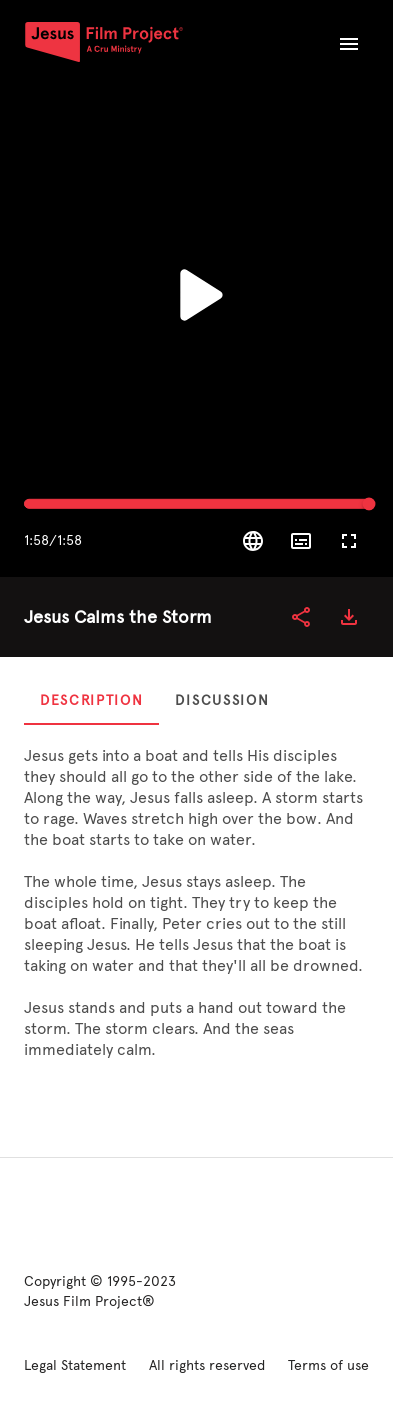 Jesus Film Project®
A Cru Ministry
1:58/1:58
Jesus Calms the Storm
DESCRIPTION DISCUSSION
Jesus gets into a boat and tells His disciples
they should all go to the other side of the lake.
Along the way, Jesus falls asleep. A storm starts
to rage. Waves stretch high over the bow. And
the boat starts to take on water.
The whole time, Jesus stays asleep. The
disciples hold on tight. They try to keep the
boat afloat. Finally, Peter cries out to the still
sleeping Jesus. He tells Jesus that the boat is
taking on water and that they'll all be drowned.
Jesus stands and puts a hand out toward the
storm. The storm clears. And the seas
immediately calm.
Copyright © 1995-2023
Jesus Film Project®
Legal Statement All rights reserved Terms of use